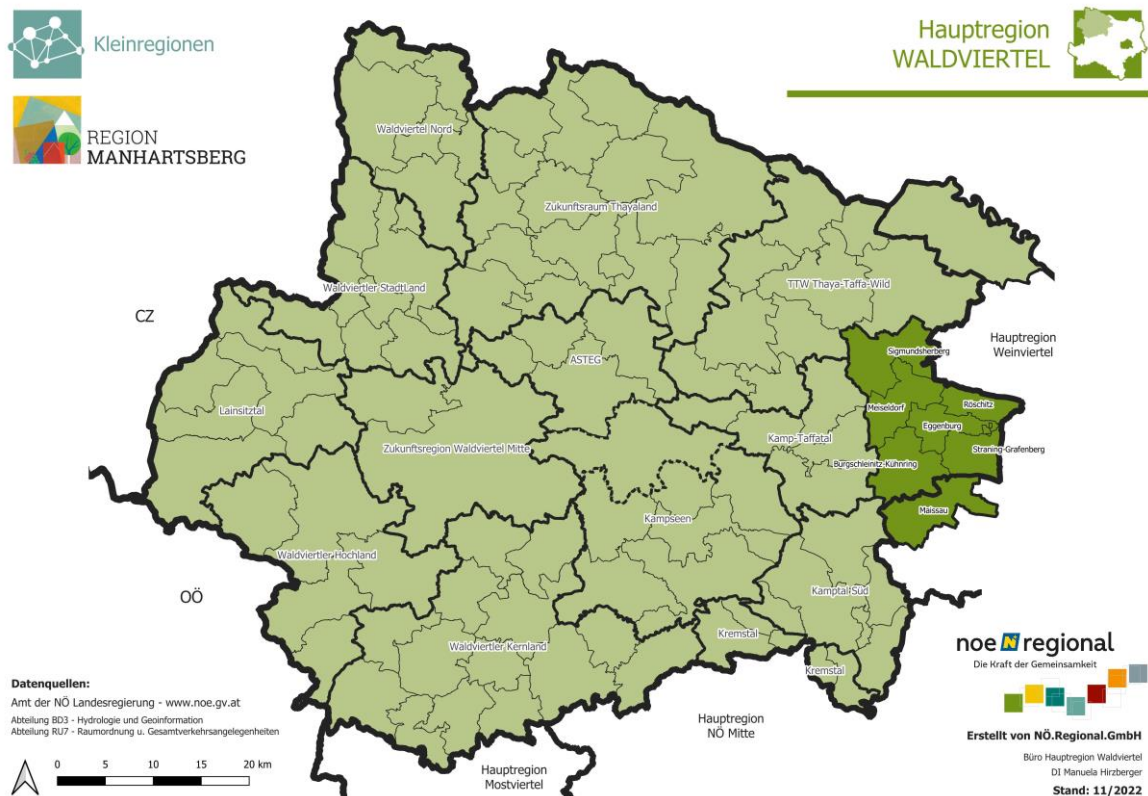 Kleinregionen
REGION
MANHARTSBERG
Hauptregion
WALDVIERTEL
Waldviertel Nord
Zukunftsraum Thayaland
Waldviertler StadtLand
TTW Thaya-Taffa-Wild
CZ
Hauptregion
Weinviertel
Sigmundsherberg
ASTEG
Lainsitztal
Meiseldorf
Röschitz
Eggenburg
Kamp-Taffatal
Zukunftsregion Waldviertel Mitte
Straning-Grafenberg
Burgschleinitz-Kühnring
Maissau
Kampseen
Waldviertler Hochland
OÖ
Kamptal-Süd
Kremstal
Waldviertler Kernland
Kremstal
Hauptregion
NÖ Mitte
Hauptregion
Mostviertel
Datenquellen:
Amt der NÖ Landesregierung - www.noe.gv.at
Abteilung BD3 - Hydrologie und Geoinformation
Abteilung RU7 - Raumordnung u. Gesamtverkehrsangelegenheiten
0 5 10 15 20 km
noe N regional
Die Kraft der Gemeinsamkeit
Erstellt von NÖ.Regional.GmbH
Büro Hauptregion Waldviertel
DI Manuela Hirzberger
Stand: 11/2022